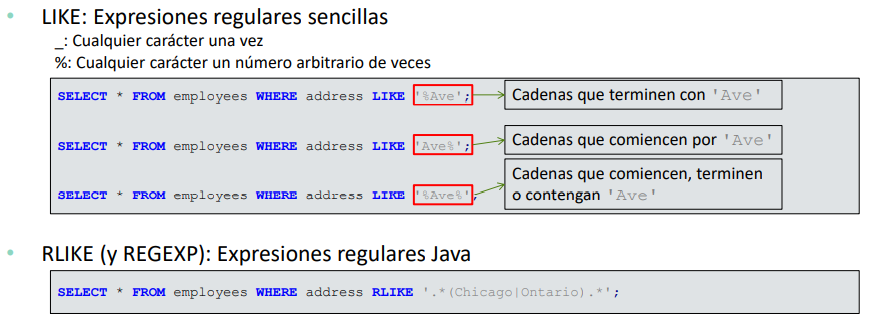 • LIKE: Expresiones regulares sencillas
_: Cualquier carácter una vez
%: Cualquier carácter un número arbitrario de veces
SELECT * FROM employees WHERE address LIKE '%Ave';
Cadenas que terminen con 'Ave'
SELECT * FROM employees WHERE address LIKE 'Ave%';
Cadenas que comiencen por 'Ave'
SELECT * FROM employees WHERE address LIKE '%Ave%';
Cadenas que comiencen, terminen
o contengan 'Ave'
• RLIKE (y REGEXP): Expresiones regulares Java
SELECT * FROM employees WHERE address RLIKE '.*(Chicago|Ontario).*';